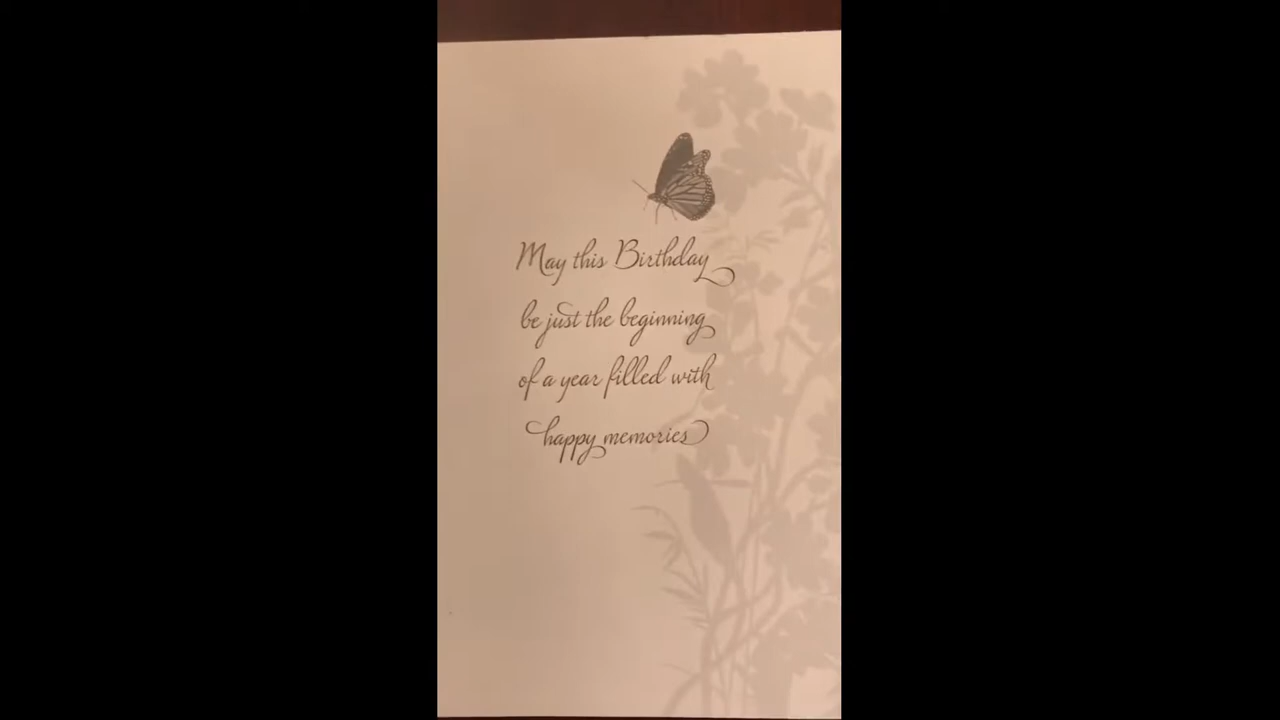 May this Birthday
be just the beginning
of a year filled with
happy memories